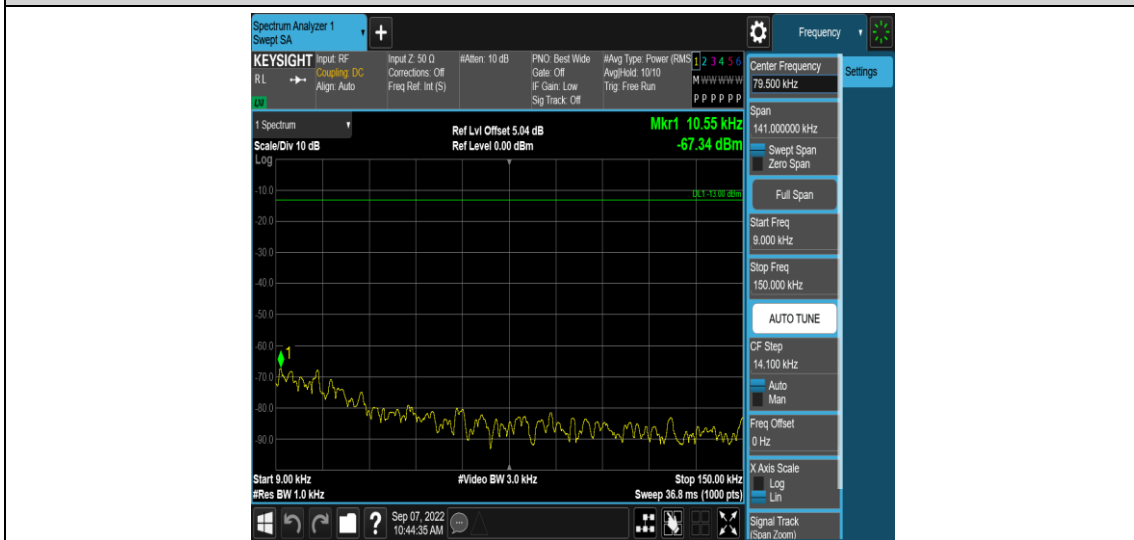 Spectrum Analyzer 1
Swept SA
+
Frequency
KEYSIGHT
RL
Input: RF
Coupling: DC
Align: Auto
Input Z: 50 Ω
Corrections: Off
Freq Ref: Int (S)
#Atten: 10 dB
PNO: Best Wide
Gate: Off
IF Gain: Low
Sig Track: Off
#Avg Type: Power (RMS
Avg|Hold: 10/10
Trig: Free Run
1 2 3 4 5 6
M W W W W W
P P P P P P
1 Spectrum
Scale/Div 10 dB
Ref Lvl Offset 5.04 dB
Ref Level 0.00 dBm
Mkr1 10.55 kHz
-67.34 dBm
Log
-10.0
-20.0
-30.0
-40.0
-50.0
-60.0
-70.0
-80.0
-90.0
DL1 -13.00 dBm
1
Start 9.00 kHz
#Res BW 1.0 kHz
#Video BW 3.0 kHz
Stop 150.00 kHz
Sweep 36.8 ms (1000 pts)
Center Frequency
79.500 kHz
Settings
Span
141.000000 kHz
Swept Span
Zero Span
Full Span
Start Freq
9.000 kHz
Stop Freq
150.000 kHz
AUTO TUNE
CF Step
14.100 kHz
Auto
Man
Freq Offset
0 Hz
X Axis Scale
Log
Lin
Signal Track
(Span Zoom)
?
Sep 07, 2022
10:44:35 AM